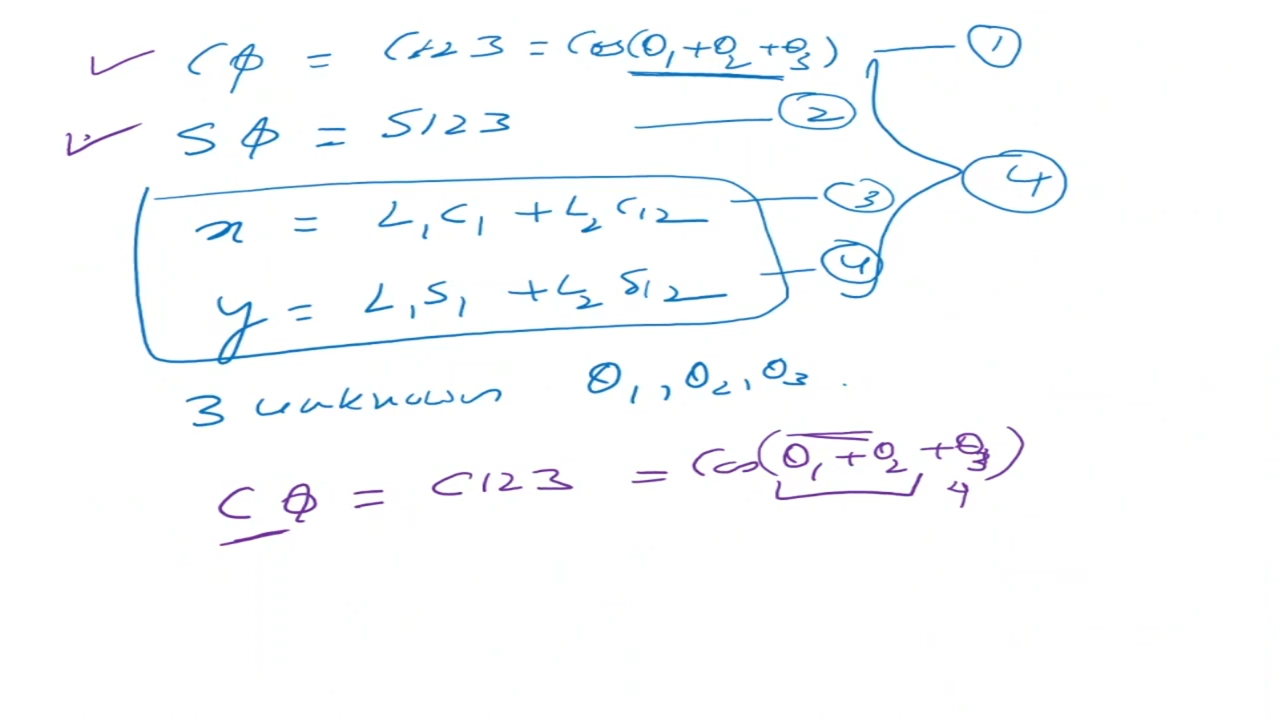 Cϕ = C123 = Cos(θ1 + θ2 + θ3) ①
Sϕ = S123 ②
x = L1C1 + L2C12 ③
y = L1S1 + L2S12 ④
④
3 unknown θ1, θ2, θ3.
Cϕ = C123 = Cos(θ1 + θ2 + θ3)
4